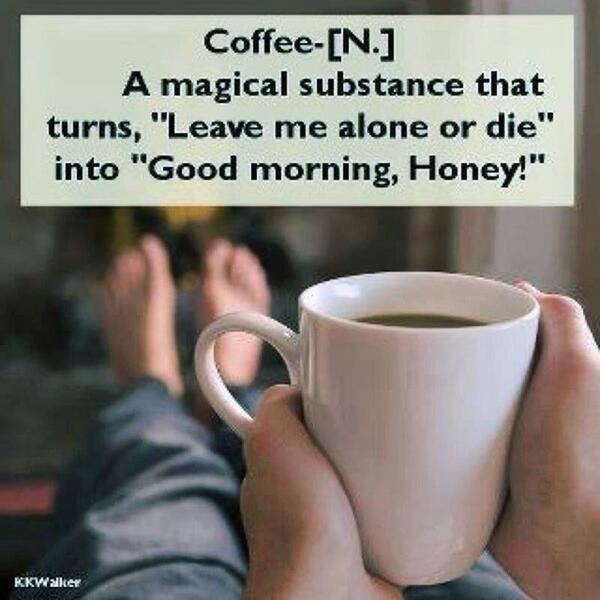 Coffee-[N.]
A magical substance that
turns, "Leave me alone or die"
into "Good morning, Honey!"
KKWalker